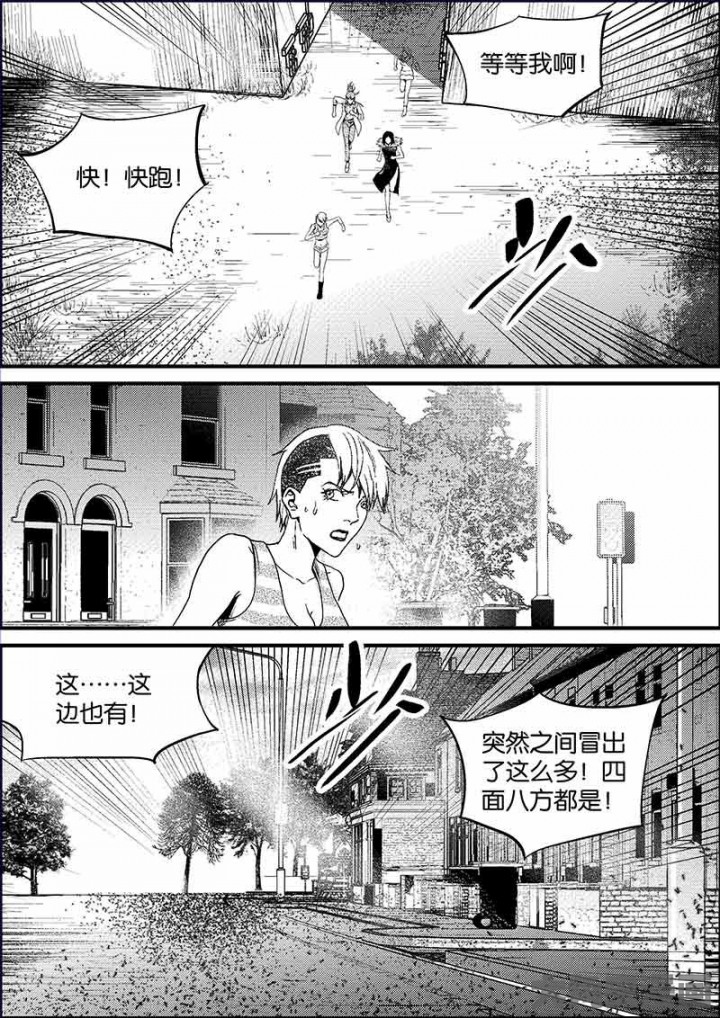 等等我啊！
快！快跑！
这……这
边也有！
突然之间冒出
了这么多！四
面八方都是！